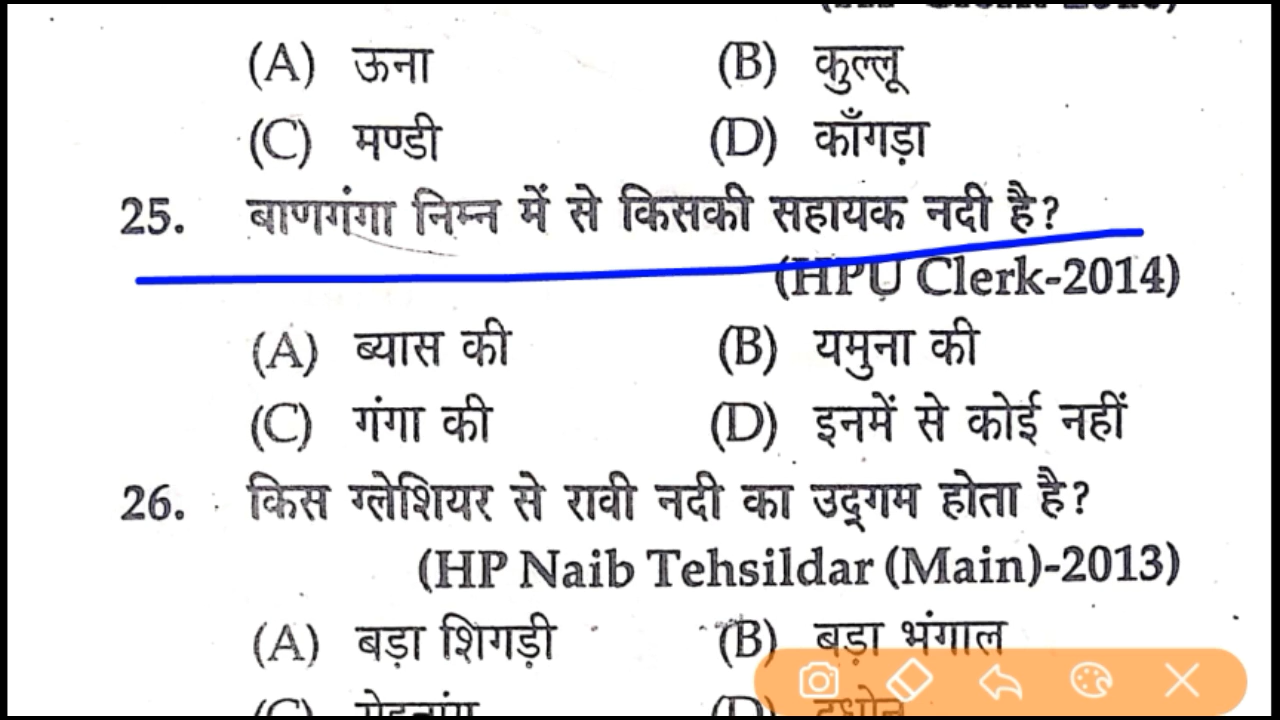 (A) ऊना (B) कुल्लू
(C) मण्डी (D) काँगड़ा
25. बाणगंगा निम्न में से किसकी सहायक नदी है?
(HPU Clerk-2014)
(A) ब्यास की (B) यमुना की
(C) गंगा की (D) इनमें से कोई नहीं
26. किस ग्लेशियर से रावी नदी का उद्गम होता है?
(HP Naib Tehsildar (Main)-2013)
(A) बड़ा शिगड़ी (B) बड़ा भंगाल
(C) (D)